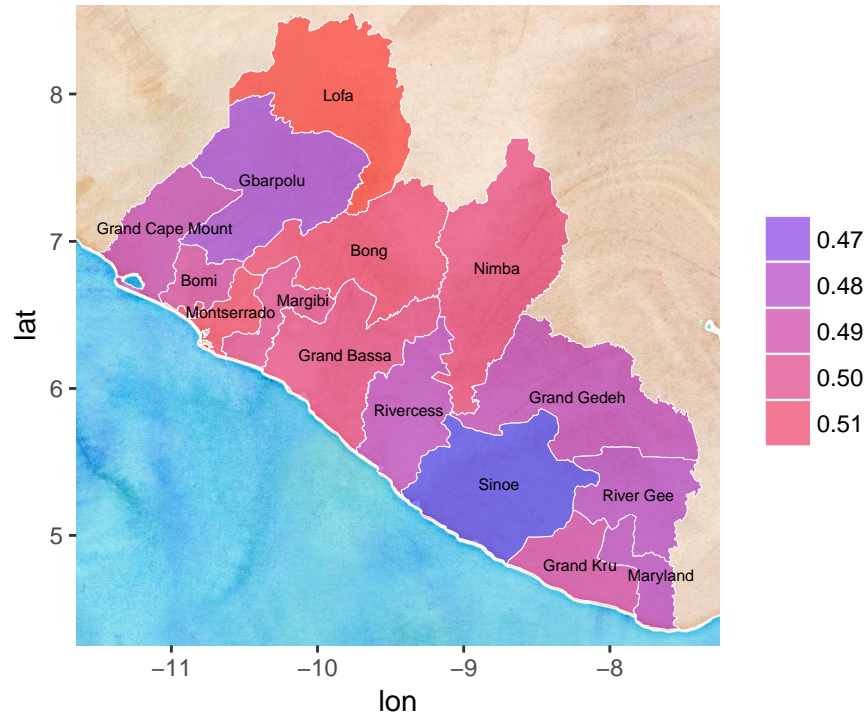 8
7
6
5
lat
Lofa
Gbarpolu
Grand Cape Mount
Bong
Nimba
Bomi
Margibi
Montserrado
Grand Bassa
Grand Gedeh
Rivercess
Sinoe
River Gee
Grand Kru
Maryland
−11
−10
−9
−8
lon
0.47
0.48
0.49
0.50
0.51